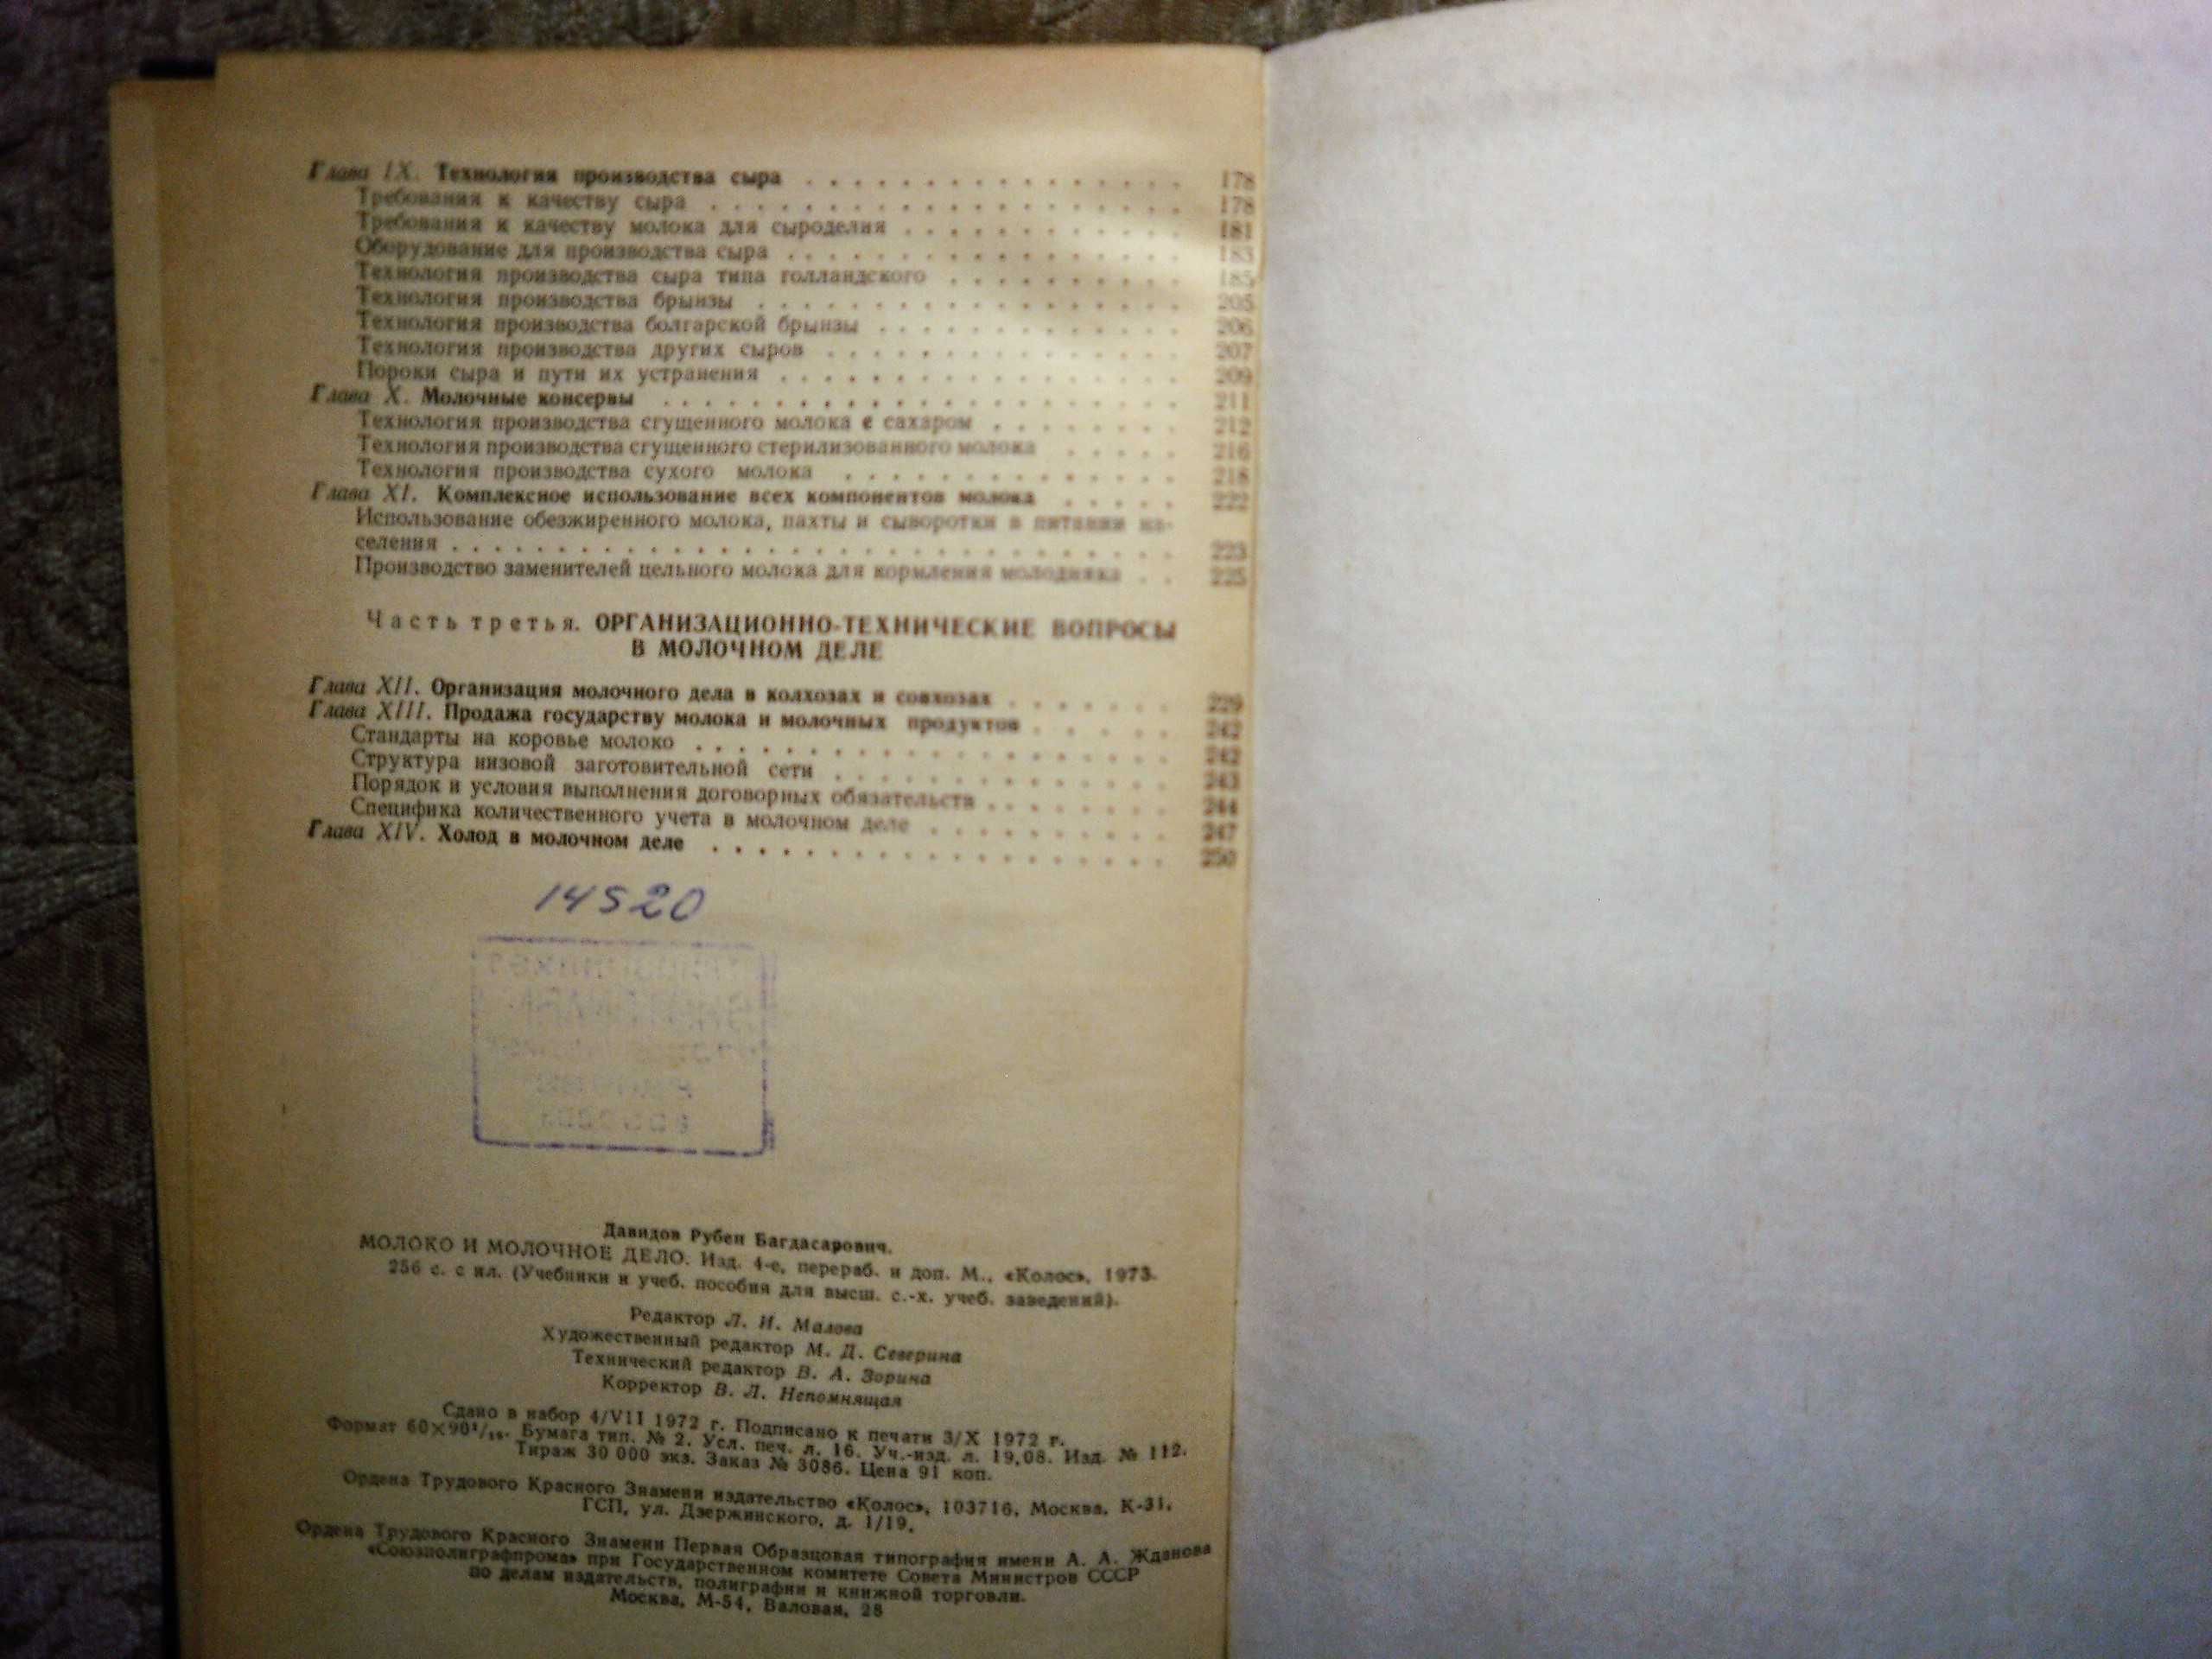 Глава IX. Технология производства сыра . . . . . . . . . . . . . . . . 178
Требования к качеству сыра . . . . . . . . . . . . . . . . . . . . 178
Требования к качеству молока для сыроделия . . . . . . . . . . . . 181
Оборудование для производства сыра . . . . . . . . . . . . . . . . . 183
Технология производства сыра типа голландского . . . . . . . . . . 185
Технология производства брынзы . . . . . . . . . . . . . . . . . . 205
Технология производства болгарской брынзы . . . . . . . . . . . . . 206
Технология производства других сыров . . . . . . . . . . . . . . . 207
Пороки сыра и пути их устранения . . . . . . . . . . . . . . . . . 209
Глава X. Молочные консервы . . . . . . . . . . . . . . . . . . . . . . 211
Технология производства сгущенного молока с сахаром . . . . . . . . 212
Технология производства сгущенного стерилизованного молока . . . . . 216
Технология производства сухого молока . . . . . . . . . . . . . . . 218
Глава XI. Комплексное использование всех компонентов молока . . . . . 222
Использование обезжиренного молока, пахты и сыворотки в питании на-
селения . . . . . . . . . . . . . . . . . . . . . . . . . . . . . . . 223
Производство заменителей цельного молока для кормления молодняка . . 225
Часть третья. ОРГАНИЗАЦИОННО-ТЕХНИЧЕСКИЕ ВОПРОСЫ
В МОЛОЧНОМ ДЕЛЕ
Глава XII. Организация молочного дела в колхозах и совхозах . . . . . . . 229
Глава XIII. Продажа государству молока и молочных продуктов . . . . . . 242
Стандарты на коровье молоко . . . . . . . . . . . . . . . . . . . . . 242
Структура низовой заготовительной сети . . . . . . . . . . . . . . . 243
Порядок и условия выполнения договорных обязательств . . . . . . . . 244
Специфика количественного учета в молочном деле . . . . . . . . . . . 247
Глава XIV. Холод в молочном деле . . . . . . . . . . . . . . . . . . . . 250
14520
Давидов Рубен Багдасарович.
МОЛОКО И МОЛОЧНОЕ ДЕЛО. Изд. 4-е, перераб. и доп. М., «Колос», 1973.
256 с. с ил. (Учебники и учеб. пособия для высш. с.-х. учеб. заведений).
Редактор Л. И. Малова
Художественный редактор М. Д. Северина
Технический редактор В. А. Зорина
Корректор В. Л. Непомнящая
Сдано в набор 4/VII 1972 г. Подписано к печати 3/X 1972 г.
Формат 60×90¹/₁₆. Бумага тип. № 2. Усл. печ. л. 16. Уч.-изд. л. 19,08. Изд. № 112.
Тираж 30 000 экз. Заказ № 3086. Цена 91 коп.
Ордена Трудового Красного Знамени издательство «Колос», 103716, Москва, К-31,
ГСП, ул. Дзержинского, д. 1/19.
Ордена Трудового Красного Знамени Первая Образцовая типография имени А. А. Жданова
«Союзполиграфпрома» при Государственном комитете Совета Министров СССР
по делам издательств, полиграфии и книжной торговли.
Москва, М-54, Валовая, 28